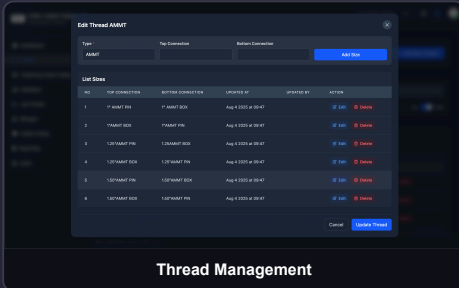 Edit Thread AMMT
Type Top Connection Bottom Connection
AMMT Add Size
List Sizes
NO TOP CONNECTION BOTTOM CONNECTION UPDATED AT UPDATED BY ACTION
1 1" AMMT PIN 1" AMMT BOX Aug 4 2025 at 09:47 Edit Delete
2 1"AMMT BOX 1"AMMT PIN Aug 4 2025 at 09:47 Edit Delete
3 1.25"AMMT PIN 1.25AMMT BOX Aug 4 2025 at 09:47 Edit Delete
4 1.25"AMMT BOX 1.25"AMMT PIN Aug 4 2025 at 09:47 Edit Delete
5 1.50"AMMT PIN 1.50"AMMT BOX Aug 4 2025 at 09:47 Edit Delete
6 1.50"AMMT BOX 1.50"AMMT PIN Aug 4 2025 at 09:47 Edit Delete
Cancel Update Thread
Thread Management